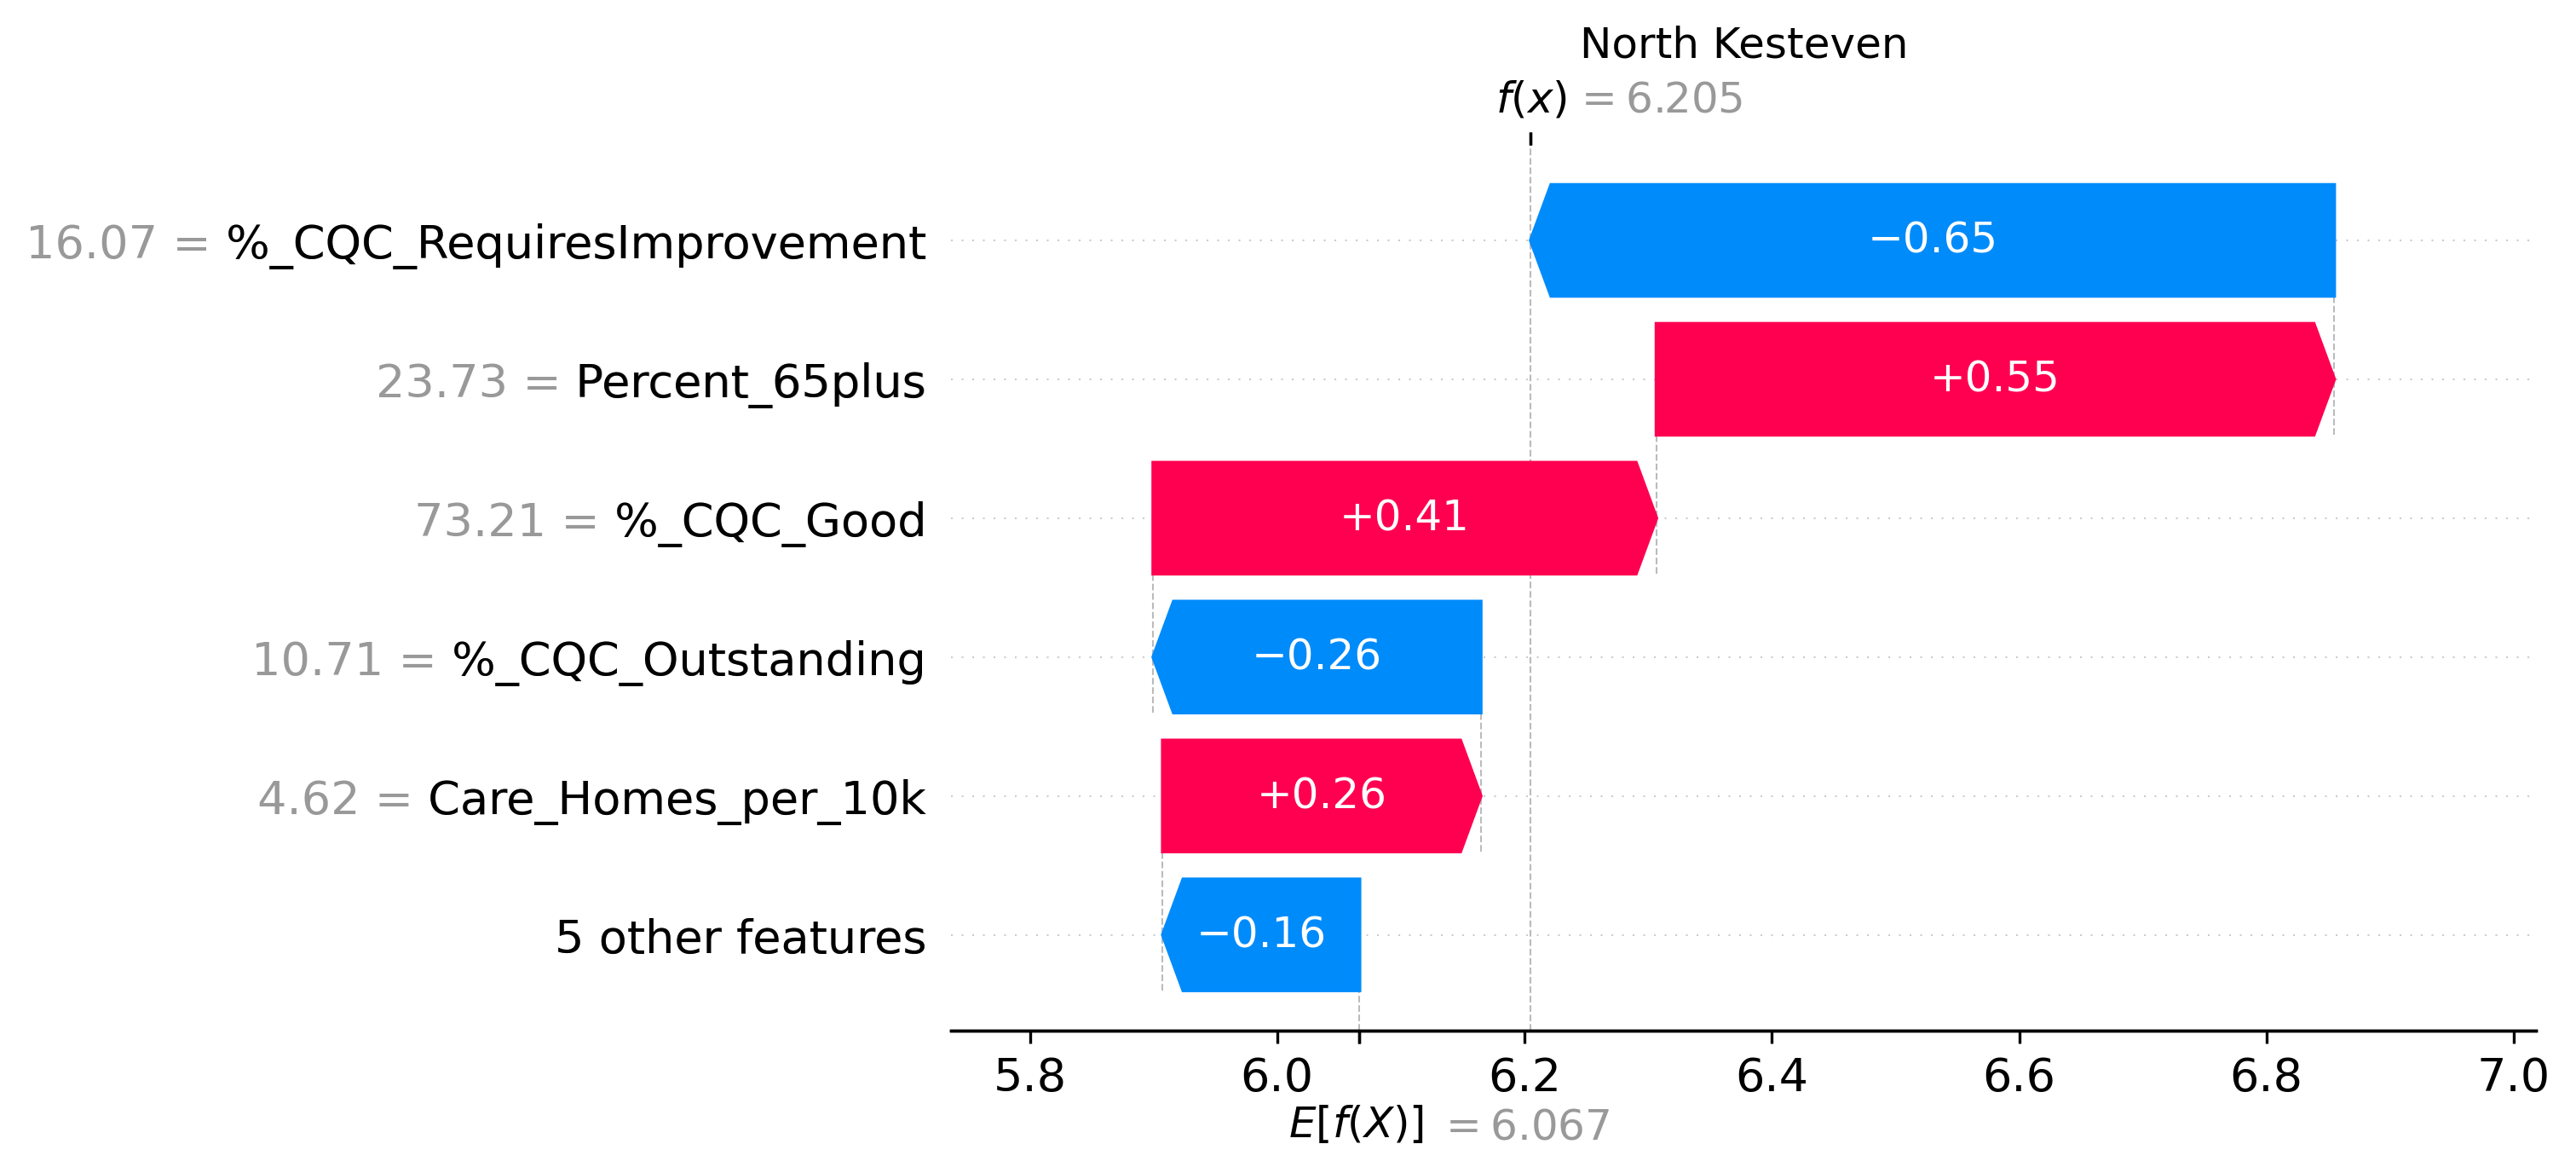 North Kesteven
f(x) = 6.205
16.07 = %_CQC_RequiresImprovement
−0.65
23.73 = Percent_65plus
+0.55
73.21 = %_CQC_Good
+0.41
10.71 = %_CQC_Outstanding
−0.26
4.62 = Care_Homes_per_10k
+0.26
5 other features
−0.16
5.8 6.0 6.2 6.4 6.6 6.8 7.0
E[f(X)] = 6.067